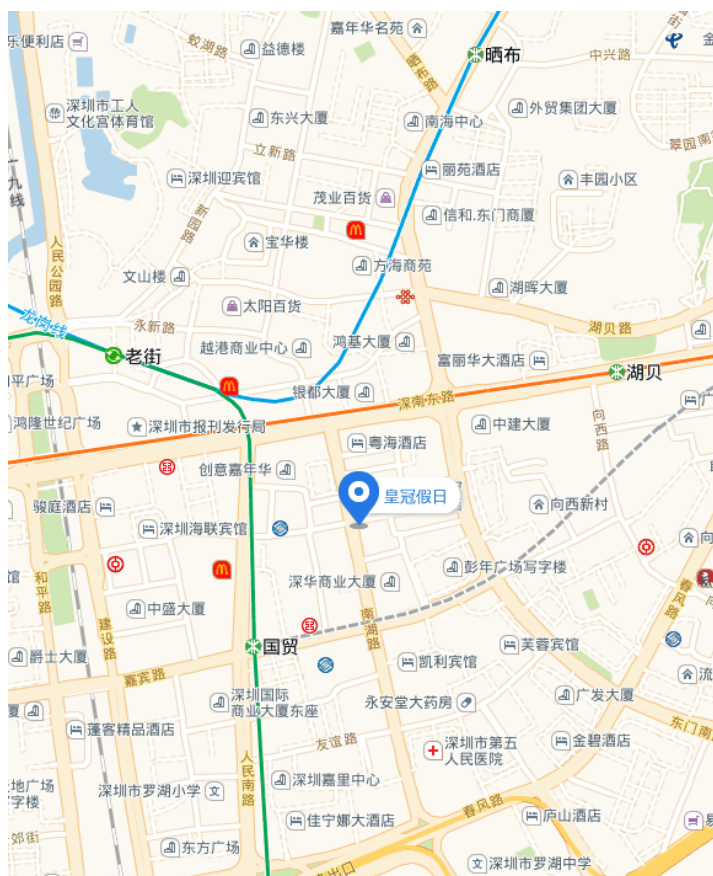 嘉年华名苑
乐便利店
蛟湖路
益德楼
晒布
中兴路
晒布路
深圳市工人
文化宫体育馆
东兴大厦
南海中心
外贸集团大厦
立新路
翠园南
深圳迎宾馆
丽苑酒店
丰园小区
茂业百货
信和.东门商厦
新园路
宝华楼
人民公园路
文山楼
方海商苑
湖晖大厦
太阳百货
龙岗线
永新路
湖贝路
越港商业中心
鸿基大厦
老街
富丽华大酒店
湖贝
和平广场
银都大厦
深南东路
鸿隆世纪广场
深圳市报刊发行局
中建大厦
向西路
粤海酒店
创意嘉年华
皇冠假日
骏庭酒店
向西新村
深圳海联宾馆
彭年广场写字楼
深华商业大厦
和平路
春风路
中盛大厦
南湖路
建设路
国贸
芙蓉宾馆
爵士大厦
凯利宾馆
嘉宾路
深圳国际
商业大厦东座
永安堂大药房
广发大厦
蓬客精品酒店
友谊路
东门南
金碧酒店
深圳市第五
人民医院
人民南路
深圳嘉里中心
深圳市罗湖小学
春风路
佳宁娜大酒店
庐山酒店
东方广场
深圳市罗湖中学
出口